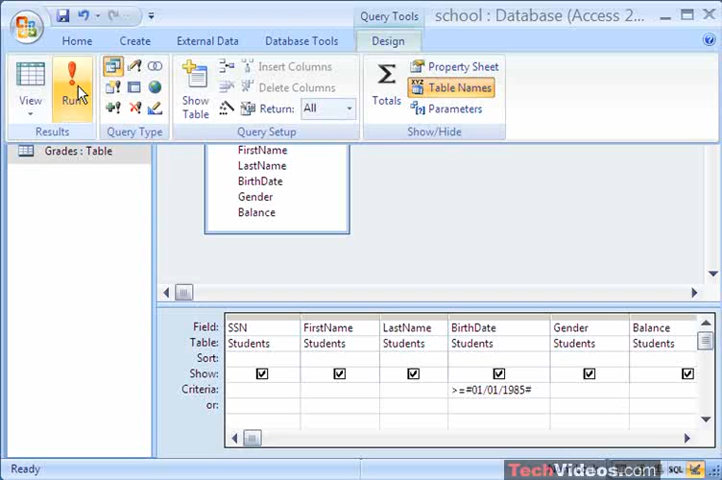 Query Tools
school : Database (Access 2...
Home
Create
External Data
Database Tools
Design
View
Run
Results
Query Type
Show
Table
Insert Columns
Delete Columns
Return: All
Query Setup
Totals
Property Sheet
XYZ Table Names
Parameters
Show/Hide
Grades : Table
FirstName
LastName
BirthDate
Gender
Balance
Field: SSN FirstName LastName BirthDate Gender Balance
Table: Students Students Students Students Students Students
Sort:
Show:
Criteria: >=#01/01/1985#
or:
Ready
TechVideos.com
SQL